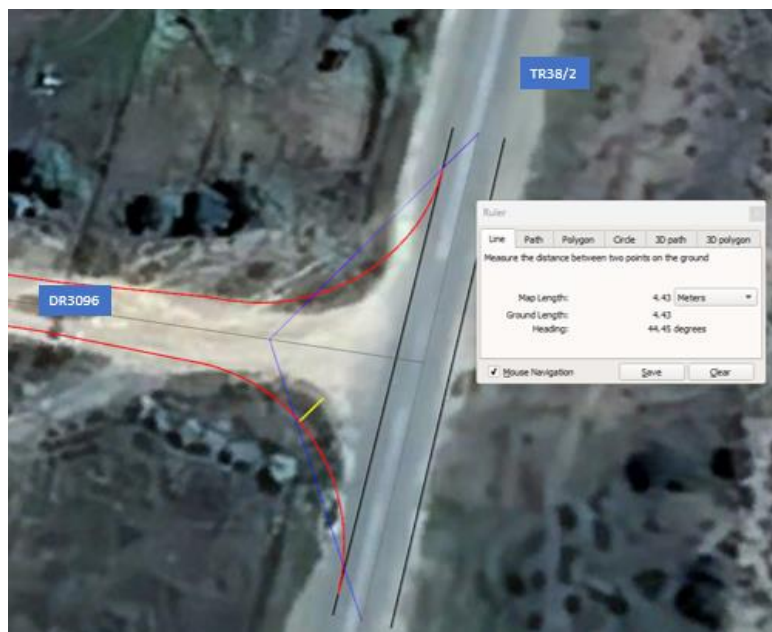 TR38/2
Ruler
Line Path Polygon Circle 3D path 3D polygon
Measure the distance between two points on the ground
Map Length: 4.43 Meters
Ground Length: 4.43
Heading: 44.45 degrees
Mouse Navigation Save Clear
DR3096